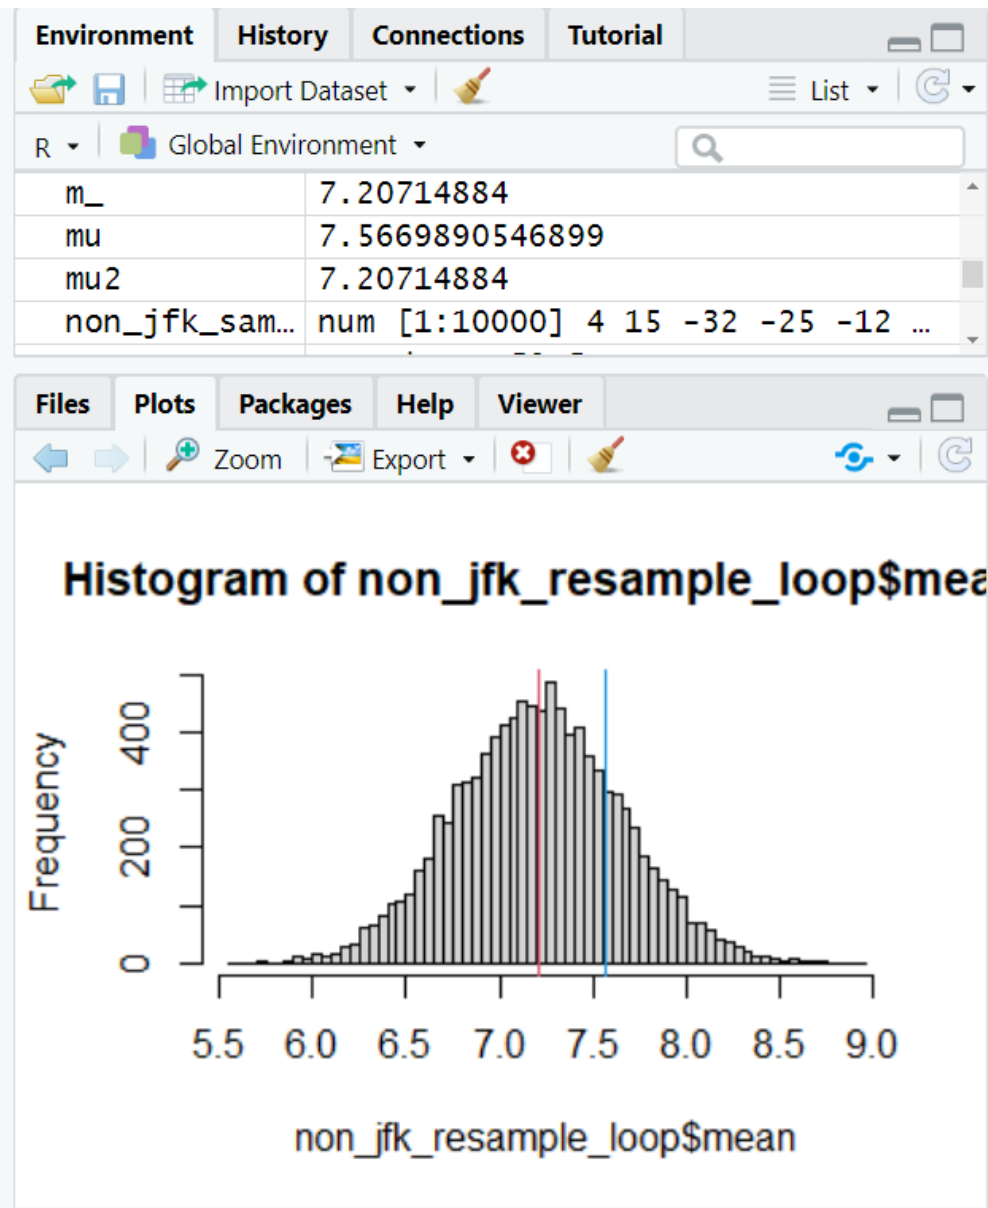 Environment History Connections Tutorial
Import Dataset List
R Global Environment
m_ 7.20714884
mu 7.5669890546899
mu2 7.20714884
non_jfk_sam… num [1:10000] 4 15 -32 -25 -12 …
Files Plots Packages Help Viewer
Zoom Export
Histogram of non_jfk_resample_loop$mea
Frequency
400
200
0
5.5 6.0 6.5 7.0 7.5 8.0 8.5 9.0
non_jfk_resample_loop$mean